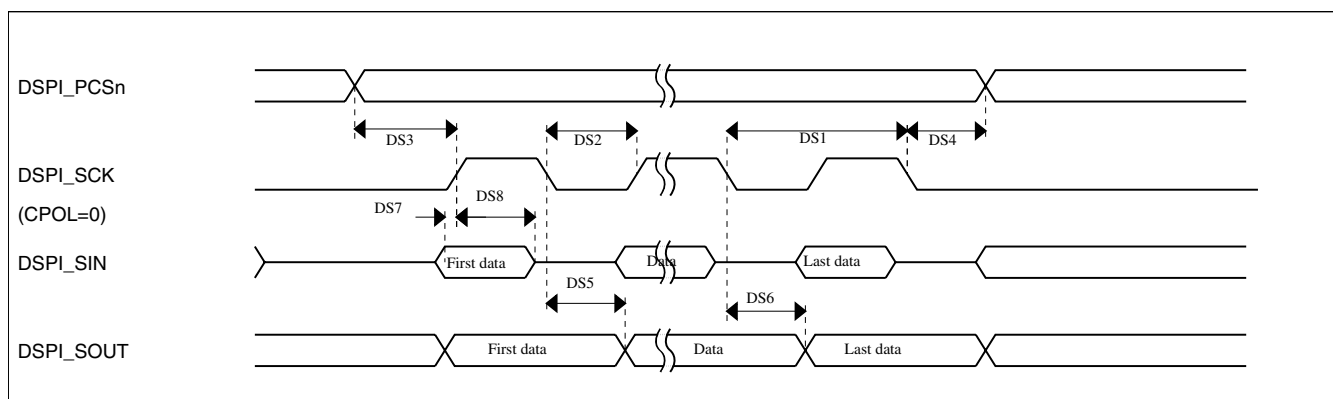 DSPI_PCSn
DS3
DS2
DS1
DS4
DSPI_SCK
(CPOL=0)
DS7
DS8
DSPI_SIN
First data
Data
Last data
DS5
DS6
DSPI_SOUT
First data
Data
Last data